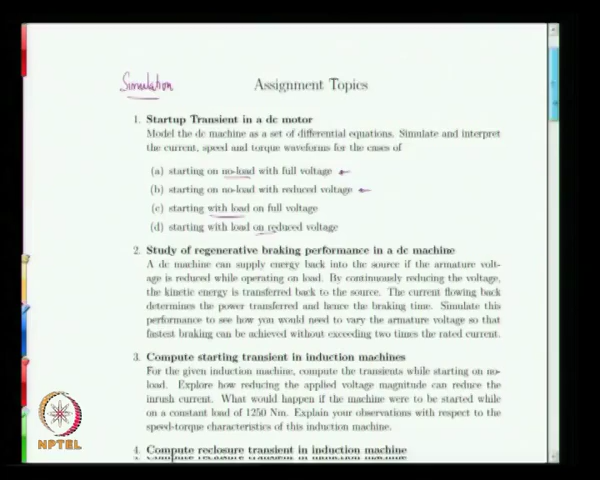 Simulation
Assignment Topics
1. Startup Transient in a dc motor
Model the dc machine as a set of differential equations. Simulate and interpret
the current, speed and torque waveforms for the cases of
(a) starting on no-load with full voltage
(b) starting on no-load with reduced voltage
(c) starting with load on full voltage
(d) starting with load on reduced voltage
2. Study of regenerative braking performance in a dc machine
A dc machine can supply energy back into the source if the armature volt-
age is reduced while operating on load. By continuously reducing the voltage,
the kinetic energy is transferred back to the source. The current flowing back
determines the power transferred and hence the braking time. Simulate this
performance to see how you would need to vary the armature voltage so that
fastest braking can be achieved without exceeding two times the rated current.
3. Compute starting transient in induction machines
For the given induction machine, compute the transients while starting on no-
load. Explore how reducing the applied voltage magnitude can reduce the
inrush current. What would happen if the machine were to be started while
on a constant load of 1250 Nm. Explain your observations with respect to the
speed-torque characteristics of this induction machine.
4. Compute reclosure transient in induction machine
NPTEL